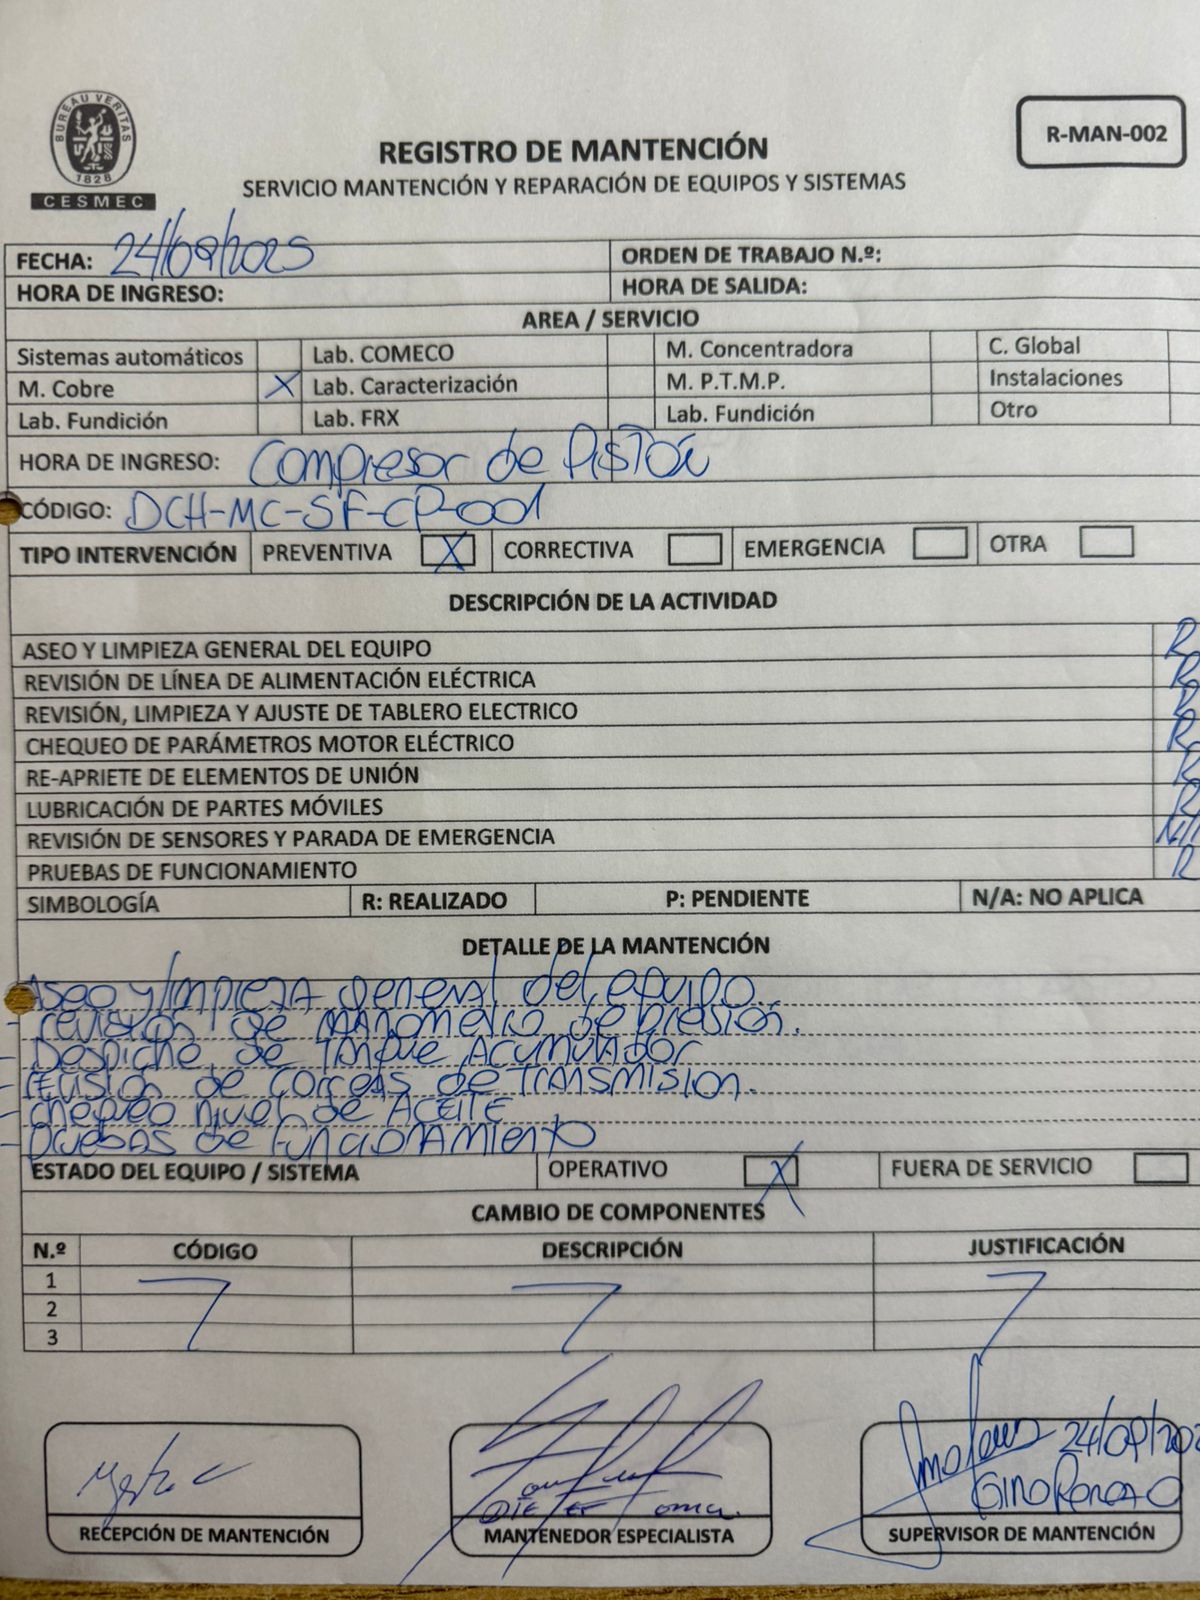 BUREAU VERITAS
1828
CESMEC
R-MAN-002
REGISTRO DE MANTENCIÓN
SERVICIO MANTENCIÓN Y REPARACIÓN DE EQUIPOS Y SISTEMAS
FECHA: 24/09/2025 ORDEN DE TRABAJO N.º:
HORA DE INGRESO: HORA DE SALIDA:
AREA / SERVICIO
Sistemas automáticos Lab. COMECO M. Concentradora C. Global
M. Cobre X Lab. Caracterización M. P.T.M.P. Instalaciones
Lab. Fundición Lab. FRX Lab. Fundición Otro
HORA DE INGRESO: Compresor de Pistón
CÓDIGO: DCH-MC-SF-CP-001
TIPO INTERVENCIÓN PREVENTIVA X CORRECTIVA EMERGENCIA OTRA
DESCRIPCIÓN DE LA ACTIVIDAD
ASEO Y LIMPIEZA GENERAL DEL EQUIPO R
REVISIÓN DE LÍNEA DE ALIMENTACIÓN ELÉCTRICA R
REVISIÓN, LIMPIEZA Y AJUSTE DE TABLERO ELECTRICO R
CHEQUEO DE PARÁMETROS MOTOR ELÉCTRICO R
RE-APRIETE DE ELEMENTOS DE UNIÓN R
LUBRICACIÓN DE PARTES MÓVILES R
REVISIÓN DE SENSORES Y PARADA DE EMERGENCIA N/
PRUEBAS DE FUNCIONAMIENTO R
SIMBOLOGÍA R: REALIZADO P: PENDIENTE N/A: NO APLICA
DETALLE DE LA MANTENCIÓN
Aseo y limpieza general del equipo.
- revisión de manometro de presión.
- Despiche de tanque Acumulador
- revisión de correas de transmisión.
- chequeo nivel de ACEITE
- Pruebas de funcionamiento
ESTADO DEL EQUIPO / SISTEMA OPERATIVO X FUERA DE SERVICIO
CAMBIO DE COMPONENTES
N.º CÓDIGO DESCRIPCIÓN JUSTIFICACIÓN
1
2
3
24/09/202
RECEPCIÓN DE MANTENCIÓN MANTENEDOR ESPECIALISTA SUPERVISOR DE MANTENCIÓN